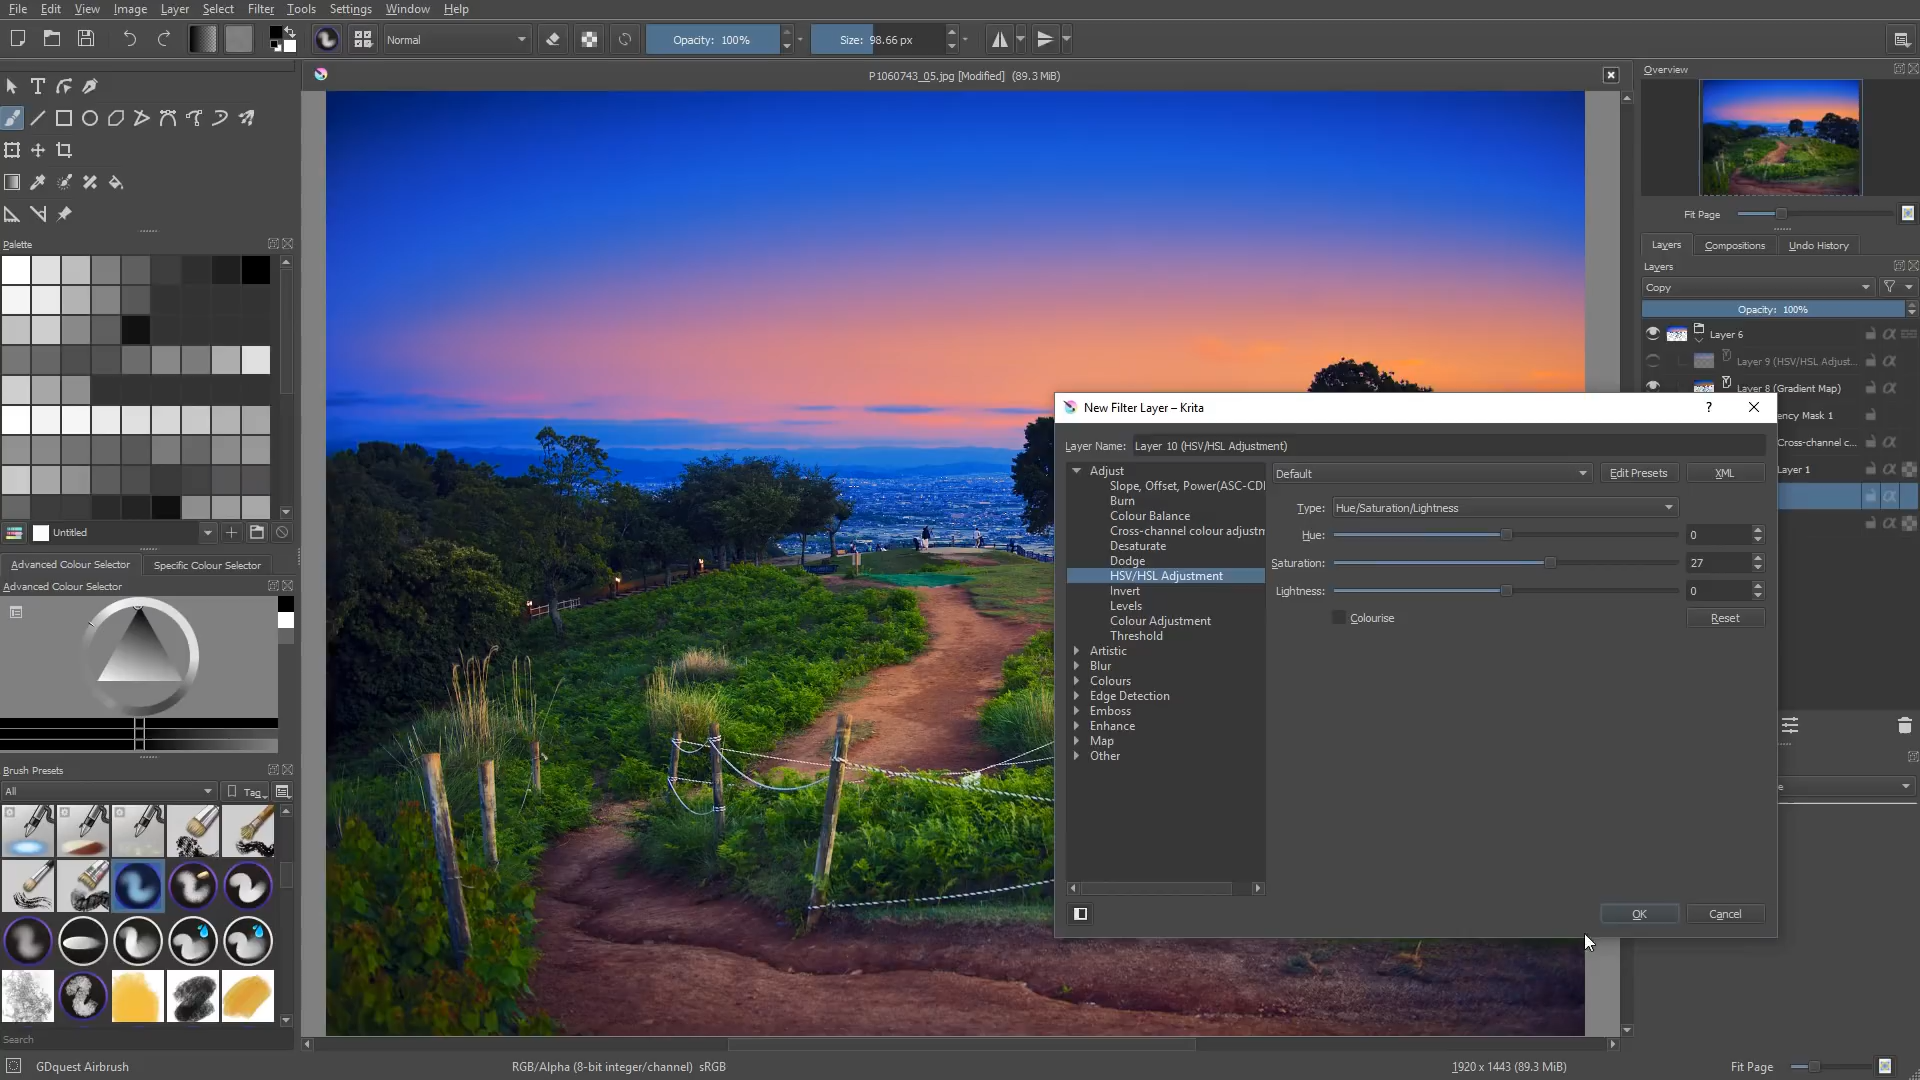 File Edit View Image Layer Select Filter Tools Settings Window Help
Normal
Opacity: 100%
Size: 98.66 px
P1060743_05.jpg [Modified] (89.3 MiB)
Overview
Fit Page
Palette
Untitled
Advanced Colour Selector
Specific Colour Selector
Advanced Colour Selector
Brush Presets
All
Tag
Search
GDquest Airbrush
RGB/Alpha (8-bit integer/channel) sRGB
1920 x 1443 (89.3 MiB)
Fit Page
Layers Compositions Undo History
Layers
Copy
Opacity: 100%
Layer 6
Layer 9 (HSV/HSL Adjust...
Layer 8 (Gradient Map)
ency Mask 1
Cross-channel c...
Layer 1
New Filter Layer – Krita
?
Layer Name: Layer 10 (HSV/HSL Adjustment)
Adjust
Slope, Offset, Power(ASC-CDL
Burn
Colour Balance
Cross-channel colour adjustm
Desaturate
Dodge
HSV/HSL Adjustment
Invert
Levels
Colour Adjustment
Threshold
Artistic
Blur
Colours
Edge Detection
Emboss
Enhance
Map
Other
Default
Edit Presets
XML
Type: Hue/Saturation/Lightness
Hue: 0
Saturation: 27
Lightness: 0
Colourise
Reset
OK
Cancel